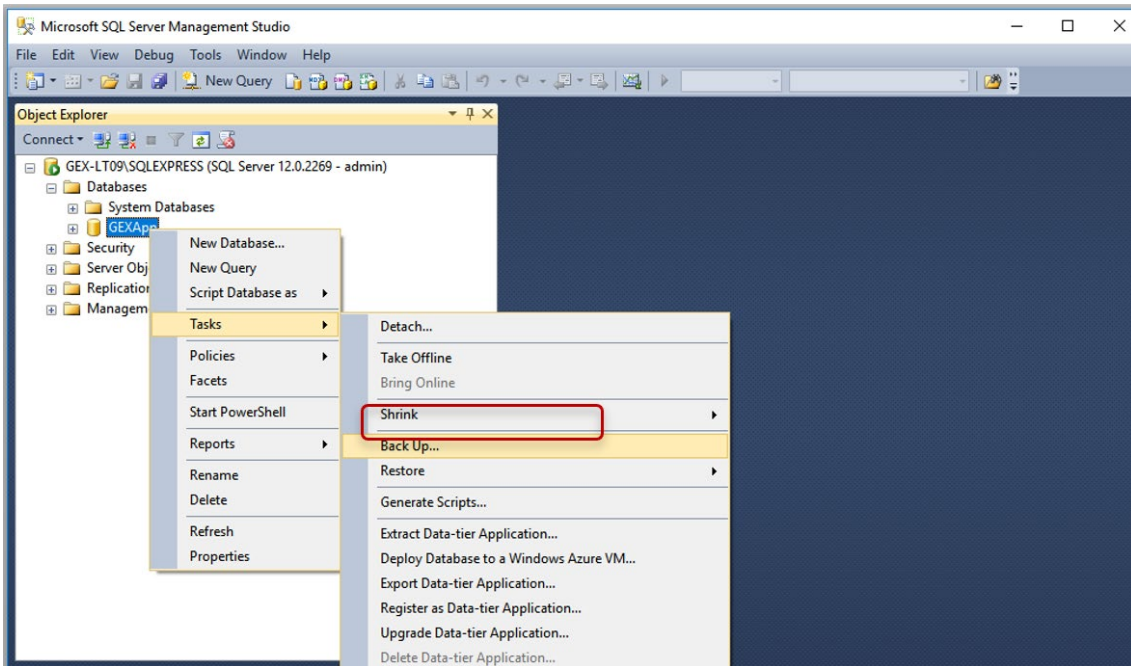 Microsoft SQL Server Management Studio
File Edit View Debug Tools Window Help
New Query
Object Explorer
Connect
GEX-LT09\SQLEXPRESS (SQL Server 12.0.2269 - admin)
Databases
System Databases
GEXApp
Security
Server Obj
Replication
Managem
New Database...
New Query
Script Database as
Tasks
Policies
Facets
Start PowerShell
Reports
Rename
Delete
Refresh
Properties
Detach...
Take Offline
Bring Online
Shrink
Back Up...
Restore
Generate Scripts...
Extract Data-tier Application...
Deploy Database to a Windows Azure VM...
Export Data-tier Application...
Register as Data-tier Application...
Upgrade Data-tier Application...
Delete Data-tier Application...